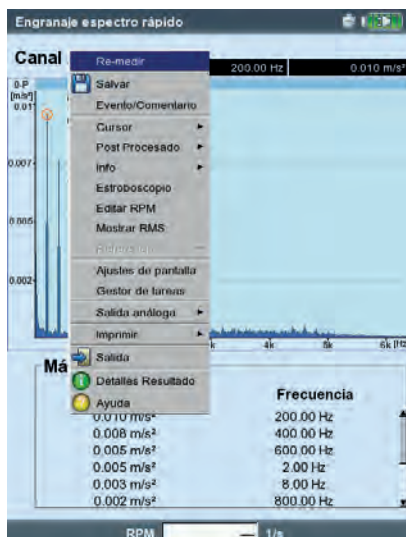 Engranaje espectro rápido
Canal
200.00 Hz 0.010 m/s²
0-P
[m/s²]
0.01
0.007
0.005
0.002
Re-medir
Salvar
Evento/Comentario
Cursor
Post Procesado
Info
Estroboscopio
Editar RPM
Mostrar RMS
Ajustes de pantalla
Gestor de tareas
Salida análoga
Imprimir
Salida
Detalles Resultado
Ayuda
k 4k 5k 6k [Hz
Má
Frecuencia
0.010 m/s² 200.00 Hz
0.008 m/s² 400.00 Hz
0.005 m/s² 600.00 Hz
0.005 m/s² 2.00 Hz
0.003 m/s² 8.00 Hz
0.002 m/s² 800.00 Hz
RPM — 1/s